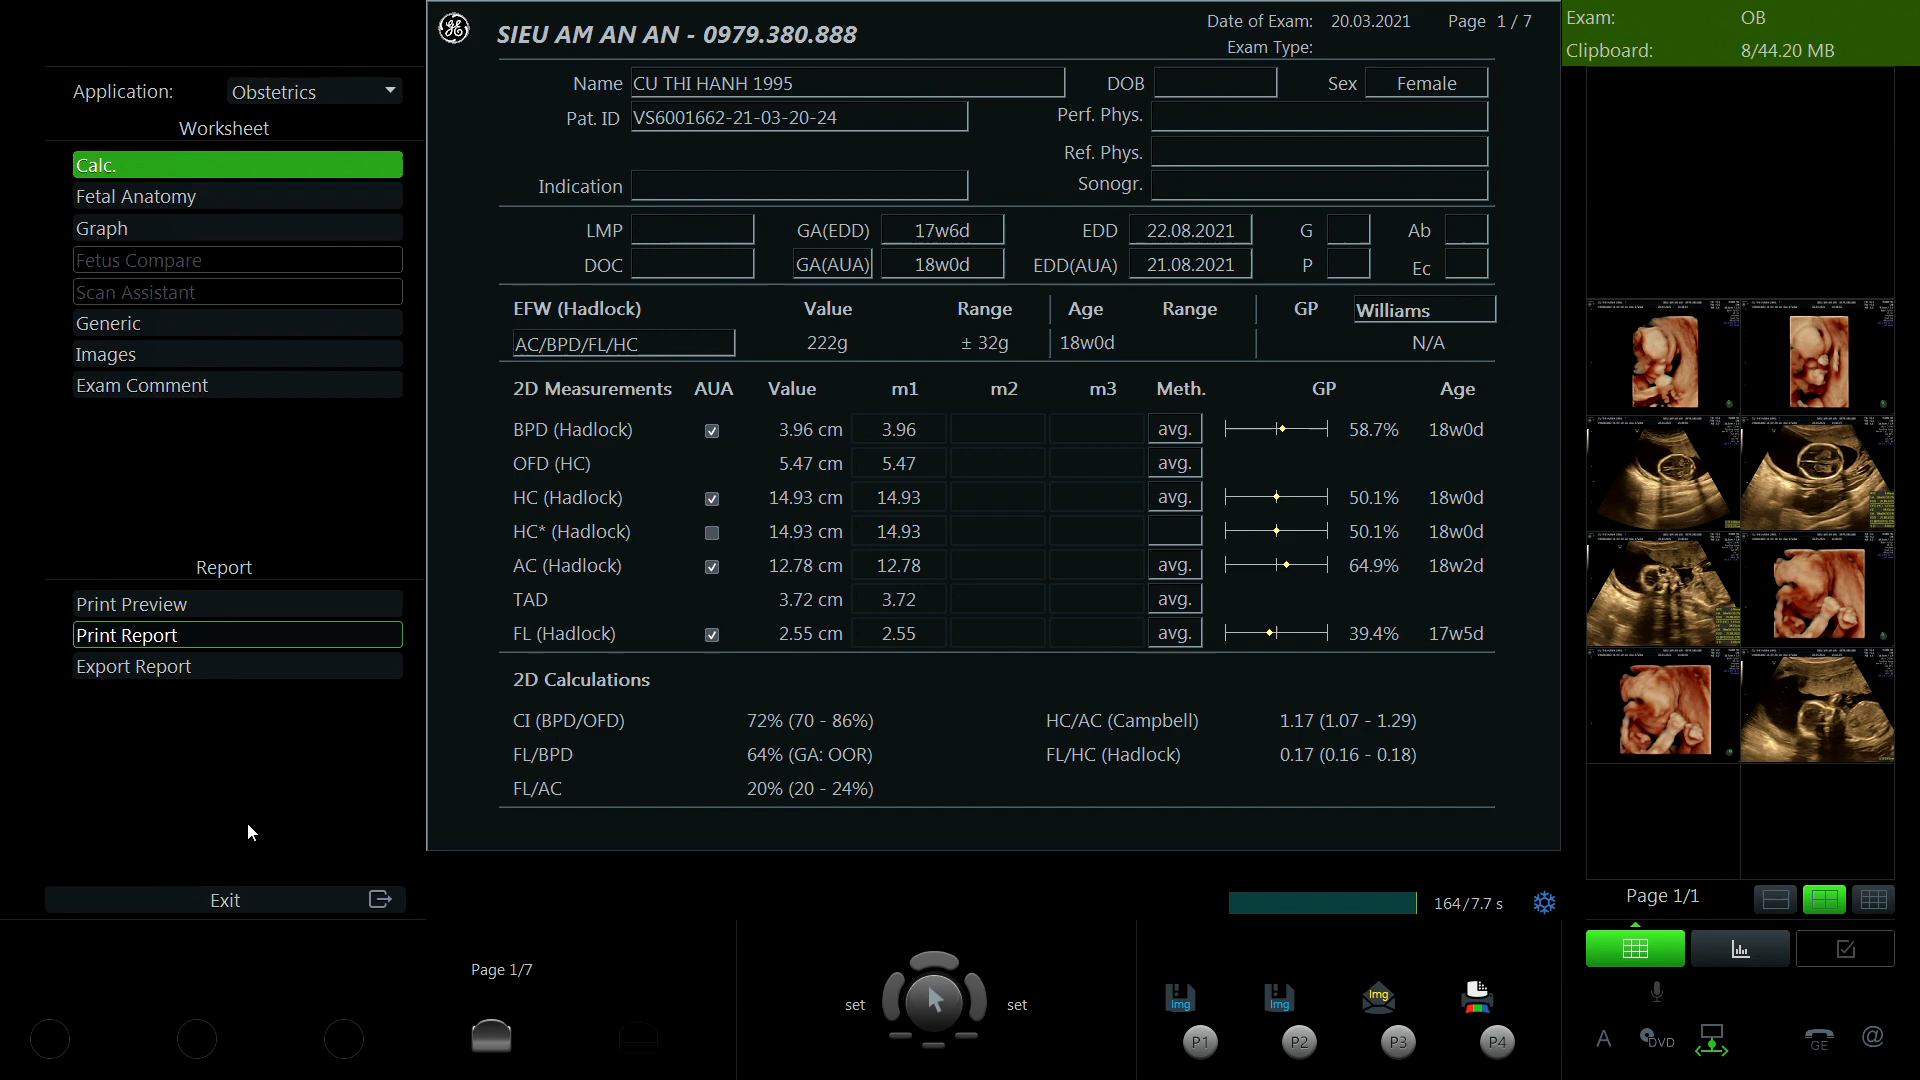 SIEU AM AN AN - 0979.380.888
Date of Exam: 20.03.2021 Page 1 / 7
Exam Type:
Name CU THI HANH 1995 DOB Sex Female
Pat. ID VS6001662-21-03-20-24 Perf. Phys.
Ref. Phys.
Indication Sonogr.
LMP GA(EDD) 17w6d EDD 22.08.2021 G Ab
DOC GA(AUA) 18w0d EDD(AUA) 21.08.2021 P Ec
EFW (Hadlock) Value Range Age Range GP Williams
AC/BPD/FL/HC 222g ± 32g 18w0d N/A
2D Measurements AUA Value m1 m2 m3 Meth. GP Age
BPD (Hadlock) 3.96 cm 3.96 avg. 58.7% 18w0d
OFD (HC) 5.47 cm 5.47 avg.
HC (Hadlock) 14.93 cm 14.93 avg. 50.1% 18w0d
HC* (Hadlock) 14.93 cm 14.93 50.1% 18w0d
AC (Hadlock) 12.78 cm 12.78 avg. 64.9% 18w2d
TAD 3.72 cm 3.72 avg.
FL (Hadlock) 2.55 cm 2.55 avg. 39.4% 17w5d
2D Calculations
CI (BPD/OFD) 72% (70 - 86%) HC/AC (Campbell) 1.17 (1.07 - 1.29)
FL/BPD 64% (GA: OOR) FL/HC (Hadlock) 0.17 (0.16 - 0.18)
FL/AC 20% (20 - 24%)
Application: Obstetrics
Worksheet
Calc.
Fetal Anatomy
Graph
Fetus Compare
Scan Assistant
Generic
Images
Exam Comment
Report
Print Preview
Print Report
Export Report
Exit
Exam: OB
Clipboard: 8/44.20 MB
Page 1/1
164/7.7 s
Page 1/7
set set
Img Img Img
P1 P2 P3 P4
A DVD GE @